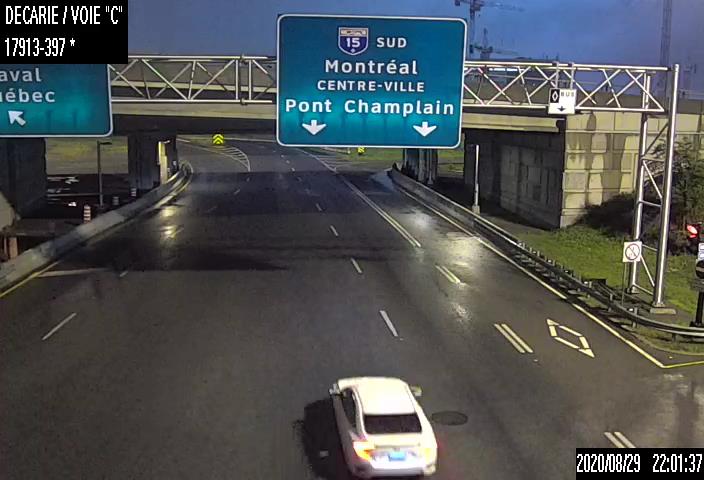 DECARIE / VOIE "C"
17913-397 *
aval
uébec
15 SUD
Montréal
CENTRE-VILLE
Pont Champlain
BUS
2020/08/29 22:01:37